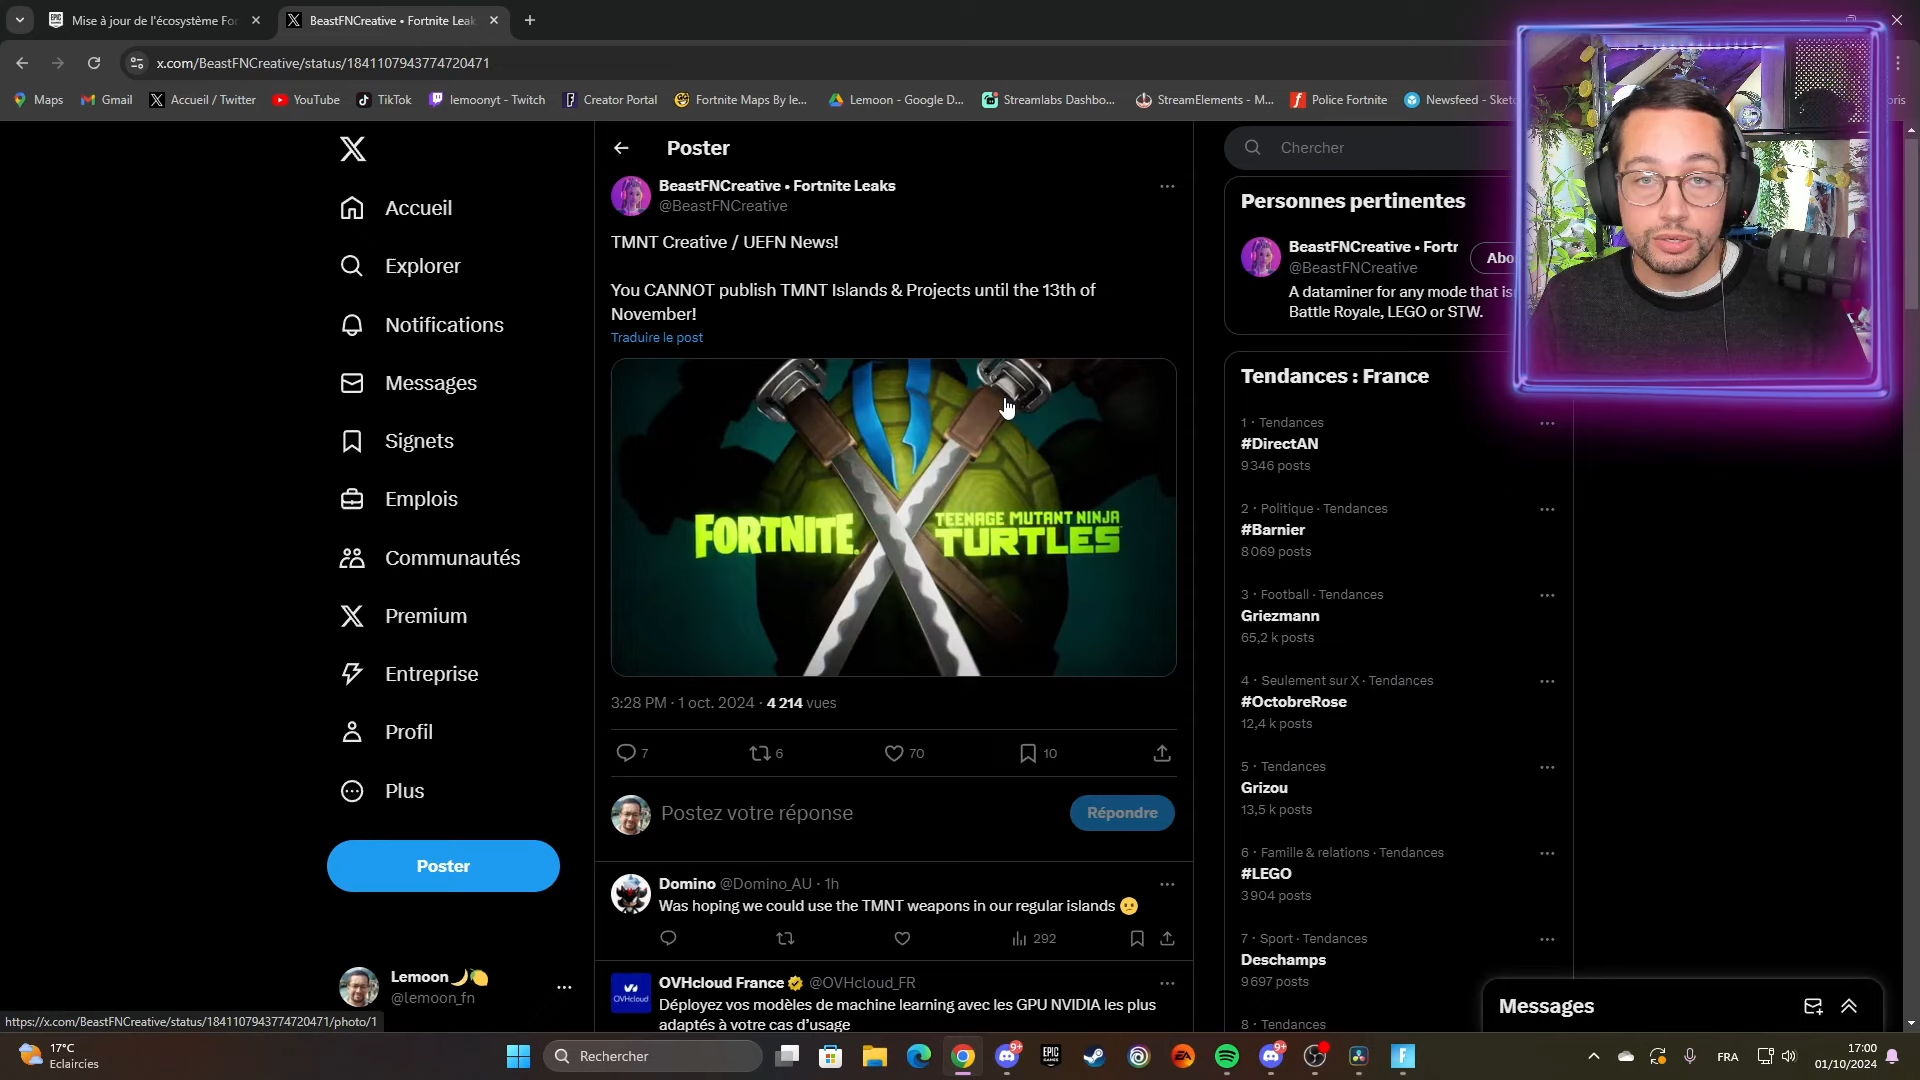 Mise à jour de l'écosystème For
BeastFNCreative • Fortnite Leak
x.com/BeastFNCreative/status/1841107943774720471
Maps
Gmail
Accueil / Twitter
YouTube
TikTok
lemoonyt - Twitch
Creator Portal
Fortnite Maps By le...
Lemoon - Google D...
Streamlabs Dashbo...
StreamElements - M...
Police Fortnite
Newsfeed - Sket
Accueil
Explorer
Notifications
Messages
Signets
Emplois
Communautés
Premium
Entreprise
Profil
Plus
Poster
Lemoon
@lemoon_fn
https://x.com/BeastFNCreative/status/1841107943774720471/photo/1
Poster
BeastFNCreative • Fortnite Leaks
@BeastFNCreative
TMNT Creative / UEFN News!
You CANNOT publish TMNT Islands & Projects until the 13th of
November!
Traduire le post
FORTNITE
TEENAGE MUTANT NINJA
TURTLES
3:28 PM · 1 oct. 2024 · 4 214 vues
7
6
70
10
Postez votre réponse
Répondre
Domino @Domino_AU · 1h
Was hoping we could use the TMNT weapons in our regular islands 😕
292
OVHcloud
OVHcloud France @OVHcloud_FR
Déployez vos modèles de machine learning avec les GPU NVIDIA les plus
adaptés à votre cas d'usage
Chercher
Personnes pertinentes
BeastFNCreative • Fortr
@BeastFNCreative
Abo
A dataminer for any mode that is
Battle Royale, LEGO or STW.
Tendances : France
1 · Tendances
#DirectAN
9 346 posts
2 · Politique · Tendances
#Barnier
8 069 posts
3 · Football · Tendances
Griezmann
65,2 k posts
4 · Seulement sur X · Tendances
#OctobreRose
12,4 k posts
5 · Tendances
Grizou
13,5 k posts
6 · Famille & relations · Tendances
#LEGO
3 904 posts
7 · Sport · Tendances
Deschamps
9 697 posts
8 · Tendances
Messages
17°C
Eclaircies
Rechercher
EPIC
GAMES
EA
9+
9+
FRA
17:00
01/10/2024